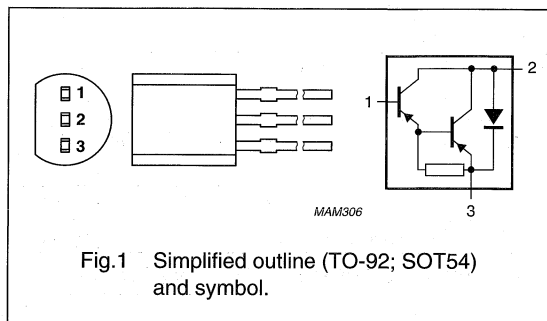 1
2
3
1
2
3
MAM306
Fig.1 Simplified outline (TO-92; SOT54)
and symbol.